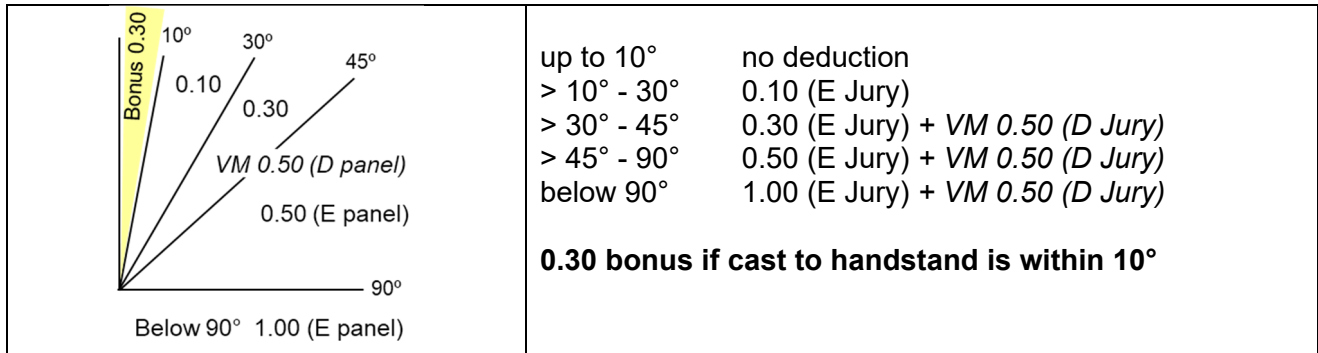 Bonus 0.30
10º
30º
45º
0.10
0.30
VM 0.50 (D panel)
0.50 (E panel)
90º
Below 90° 1.00 (E panel)
up to 10° no deduction
> 10° - 30° 0.10 (E Jury)
> 30° - 45° 0.30 (E Jury) + VM 0.50 (D Jury)
> 45° - 90° 0.50 (E Jury) + VM 0.50 (D Jury)
below 90° 1.00 (E Jury) + VM 0.50 (D Jury)
0.30 bonus if cast to handstand is within 10°